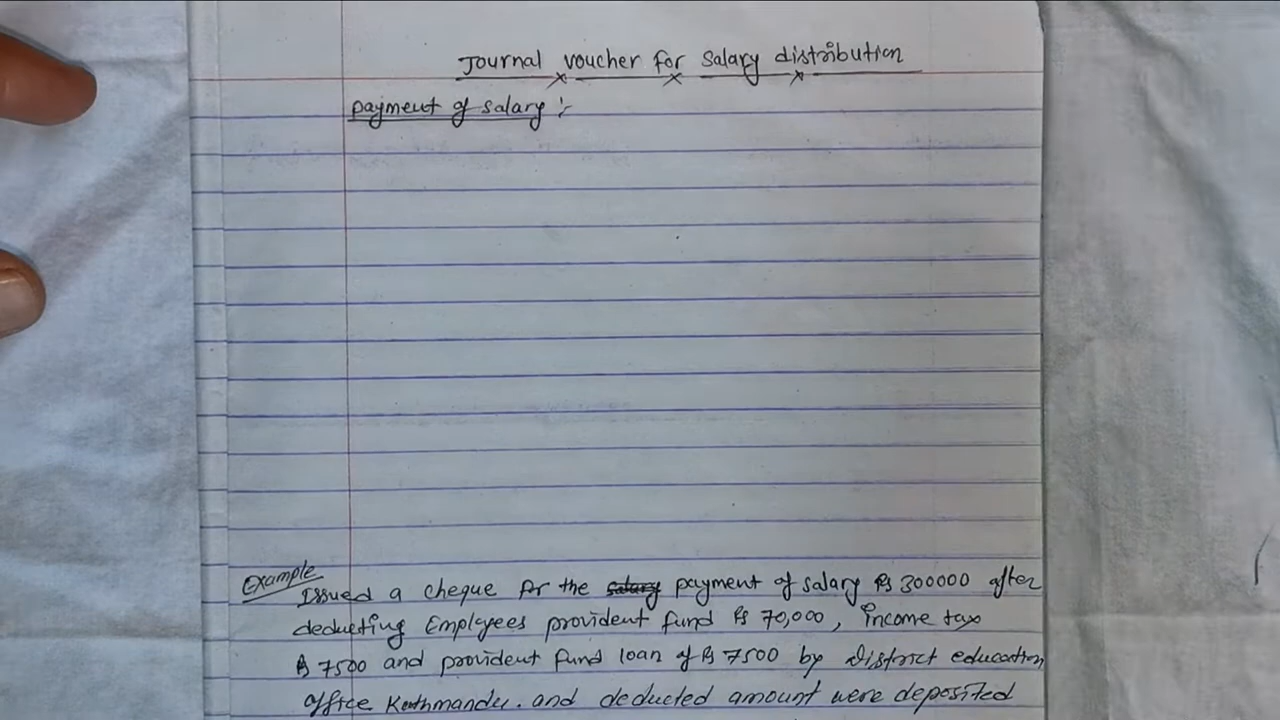 Journal voucher for salary distribution
payment of salary :-
Example
Issued a cheque for the salary payment of salary Rs 300000 after
deducting Employees provident fund Rs 70,000, income tax
Rs 7500 and provident fund loan of Rs 7500 by District education
office Kathmandu. and deducted amount were deposited